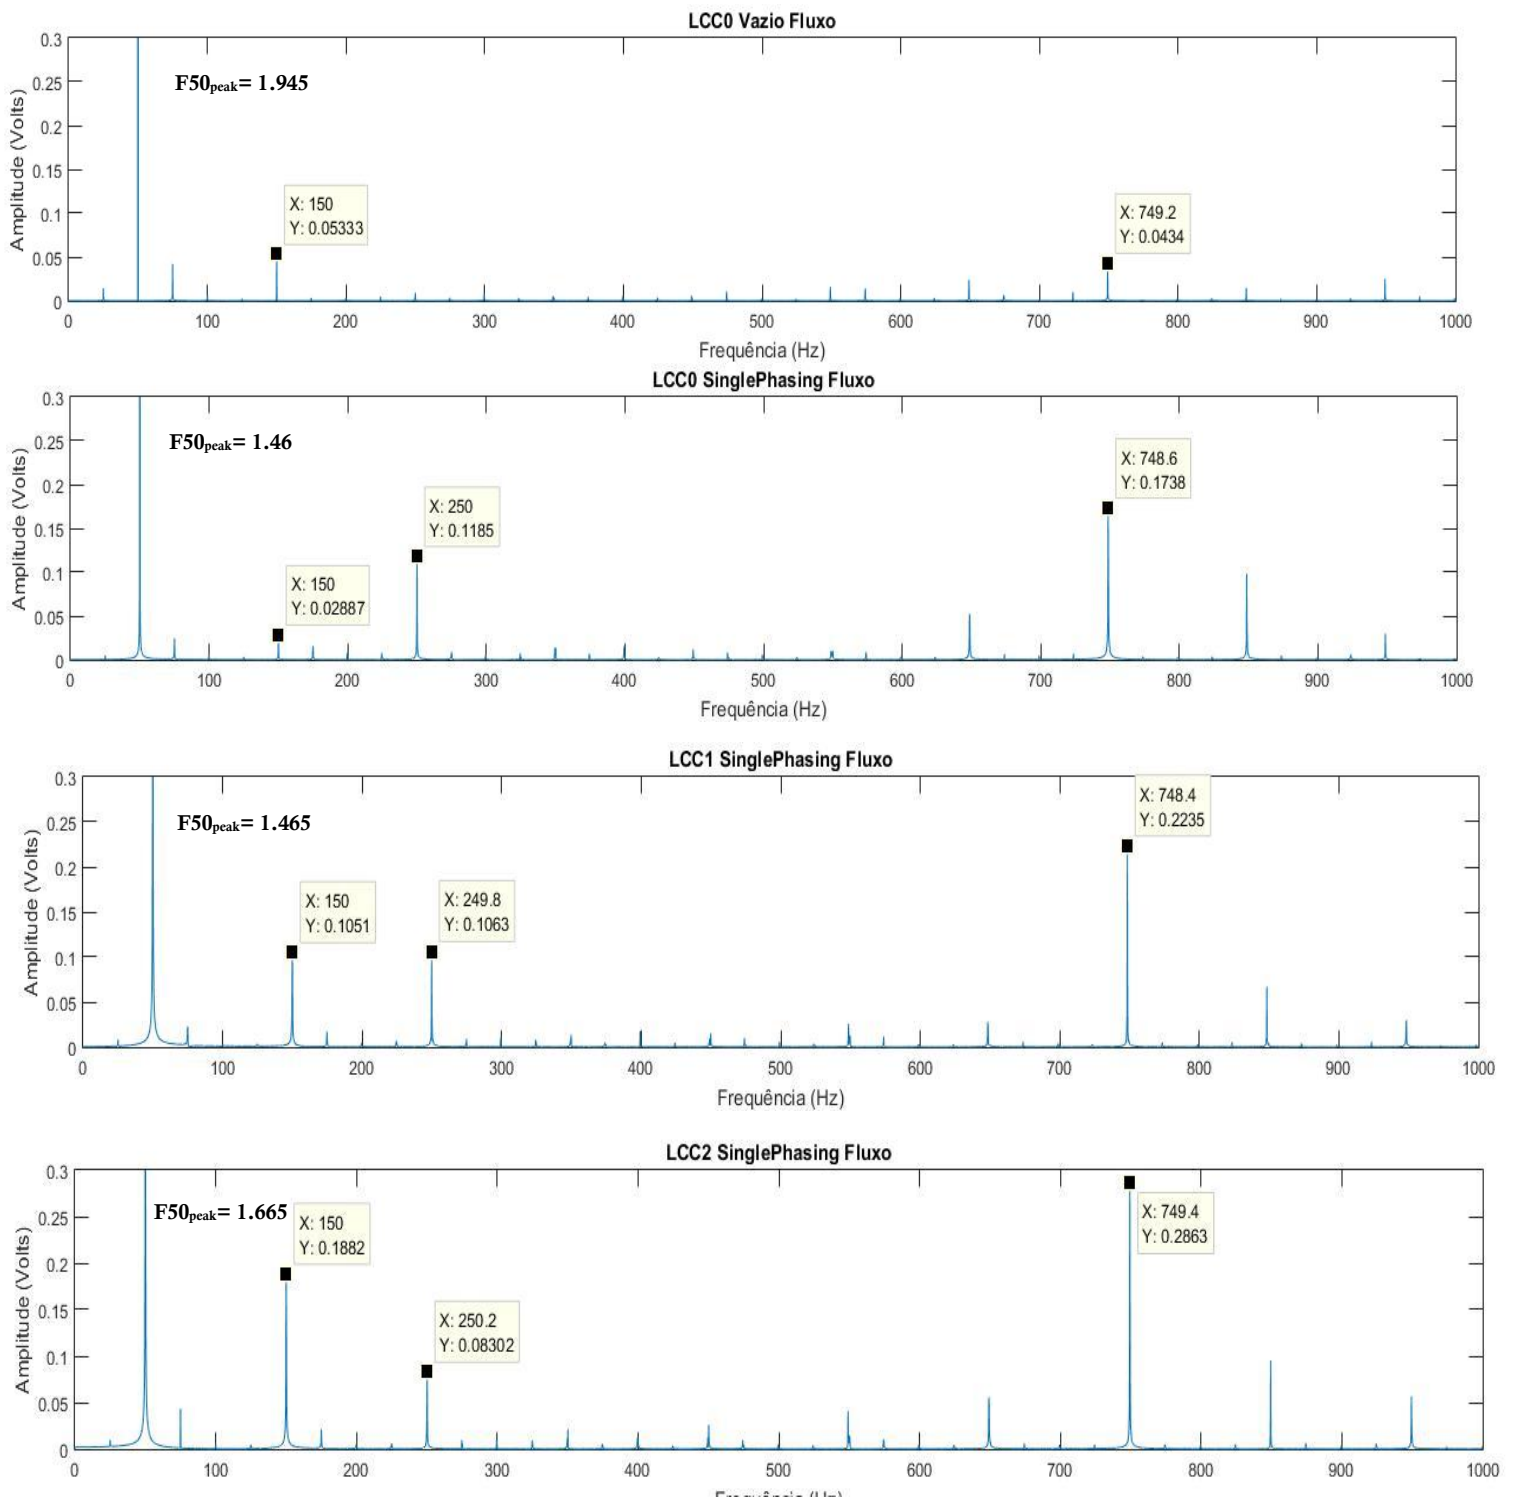 LCC0 Vazio Fluxo
Amplitude (Volts)
0.3
0.25
0.2
0.15
0.1
0.05
0
F50peak= 1.945
X: 150
Y: 0.05333
X: 749.2
Y: 0.0434
0 100 200 300 400 500 600 700 800 900 1000
Frequência (Hz)
LCC0 SinglePhasing Fluxo
Amplitude (Volts)
0.3
0.25
0.2
0.15
0.1
0.05
0
F50peak= 1.46
X: 150
Y: 0.02887
X: 250
Y: 0.1185
X: 748.6
Y: 0.1738
0 100 200 300 400 500 600 700 800 900 1000
Frequência (Hz)
LCC1 SinglePhasing Fluxo
Amplitude (Volts)
0.3
0.25
0.2
0.15
0.1
0.05
0
F50peak= 1.465
X: 150
Y: 0.1051
X: 249.8
Y: 0.1063
X: 748.4
Y: 0.2235
0 100 200 300 400 500 600 700 800 900 1000
Frequência (Hz)
LCC2 SinglePhasing Fluxo
Amplitude (Volts)
0.3
0.25
0.2
0.15
0.1
0.05
0
F50peak= 1.665
X: 150
Y: 0.1882
X: 250.2
Y: 0.08302
X: 749.4
Y: 0.2863
0 100 200 300 400 500 600 700 800 900 1000
Frequência (Hz)